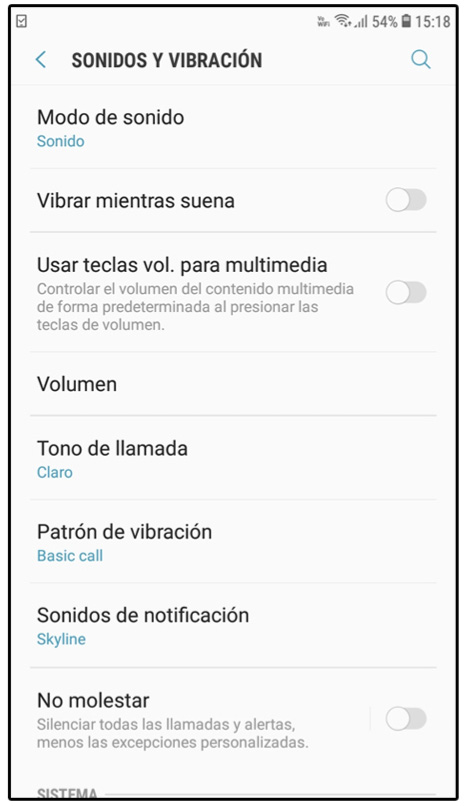 Vo WiFi 54% 15:18
SONIDOS Y VIBRACIÓN
Modo de sonido
Sonido
Vibrar mientras suena
Usar teclas vol. para multimedia
Controlar el volumen del contenido multimedia
de forma predeterminada al presionar las
teclas de volumen.
Volumen
Tono de llamada
Claro
Patrón de vibración
Basic call
Sonidos de notificación
Skyline
No molestar
Silenciar todas las llamadas y alertas,
menos las excepciones personalizadas.
SISTEMA